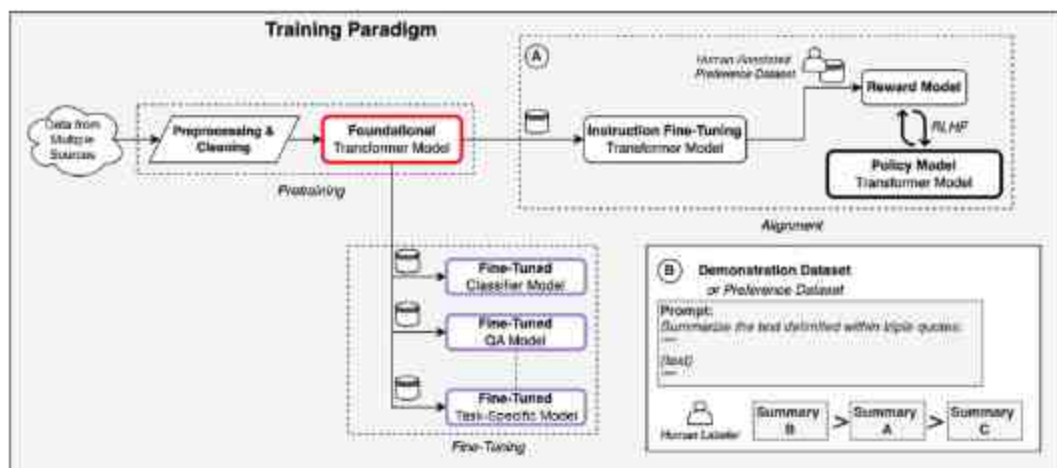 Training Paradigm
A
Human Annotated
Preference Dataset
Reward Model
Data from
Multiple
Sources
Preprocessing &
Cleaning
Foundational
Transformer Model
Instruction Fine-Tuning
Transformer Model
RLHF
Policy Model
Transformer Model
Pretraining
Alignment
Fine-Tuned
Classifier Model
Fine-Tuned
QA Model
Fine-Tuned
Task-Specific Model
Fine-Tuning
B Demonstration Dataset
or Preference Dataset
Prompt:
Summarize the text delimited within triple quotes.
"""
{text}
"""
Human Labeler
Summary
B
>
Summary
A
>
Summary
C